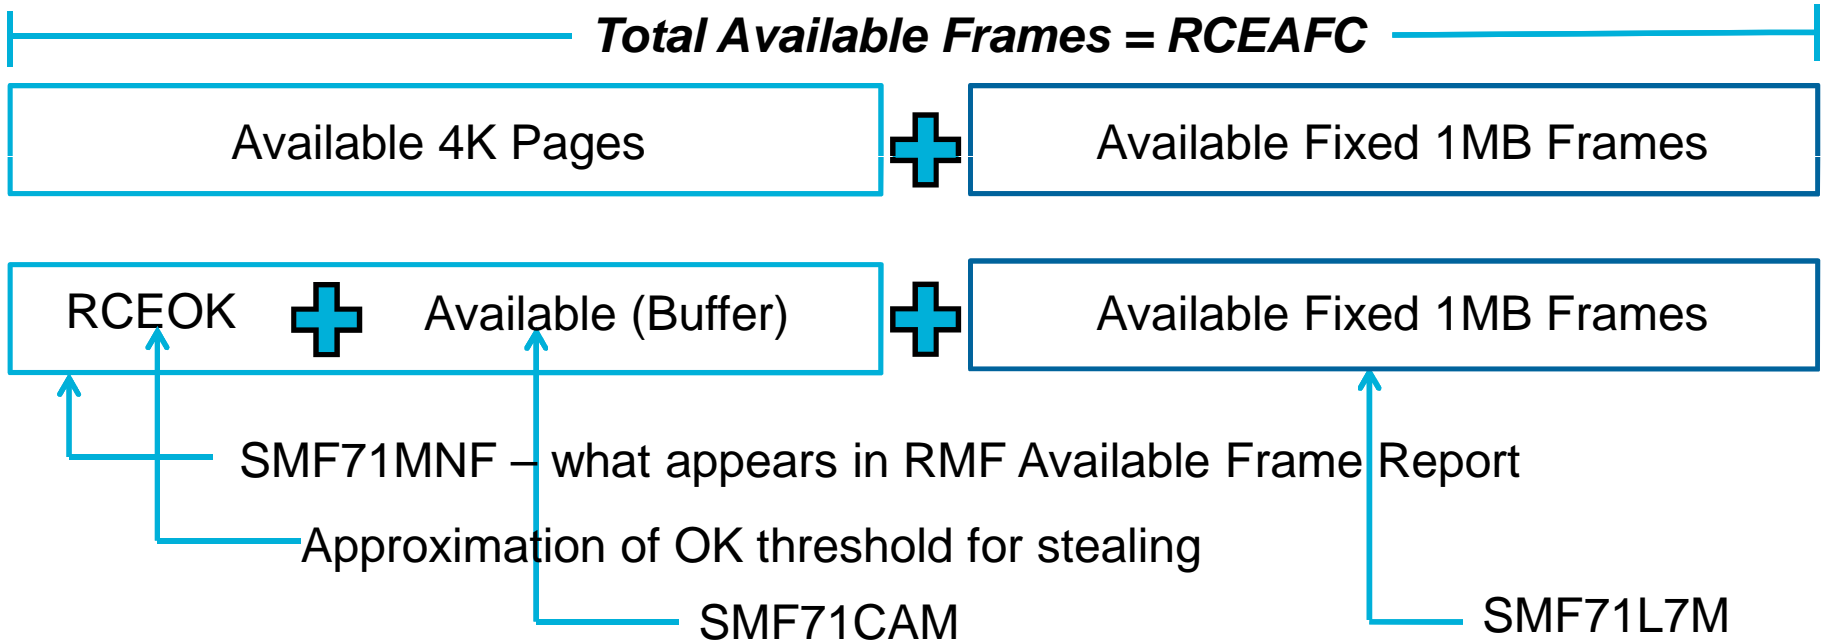 Total Available Frames = RCEAFC
Available 4K Pages
Available Fixed 1MB Frames
RCEOK
Available (Buffer)
Available Fixed 1MB Frames
SMF71MNF – what appears in RMF Available Frame Report
Approximation of OK threshold for stealing
SMF71CAM
SMF71L7M